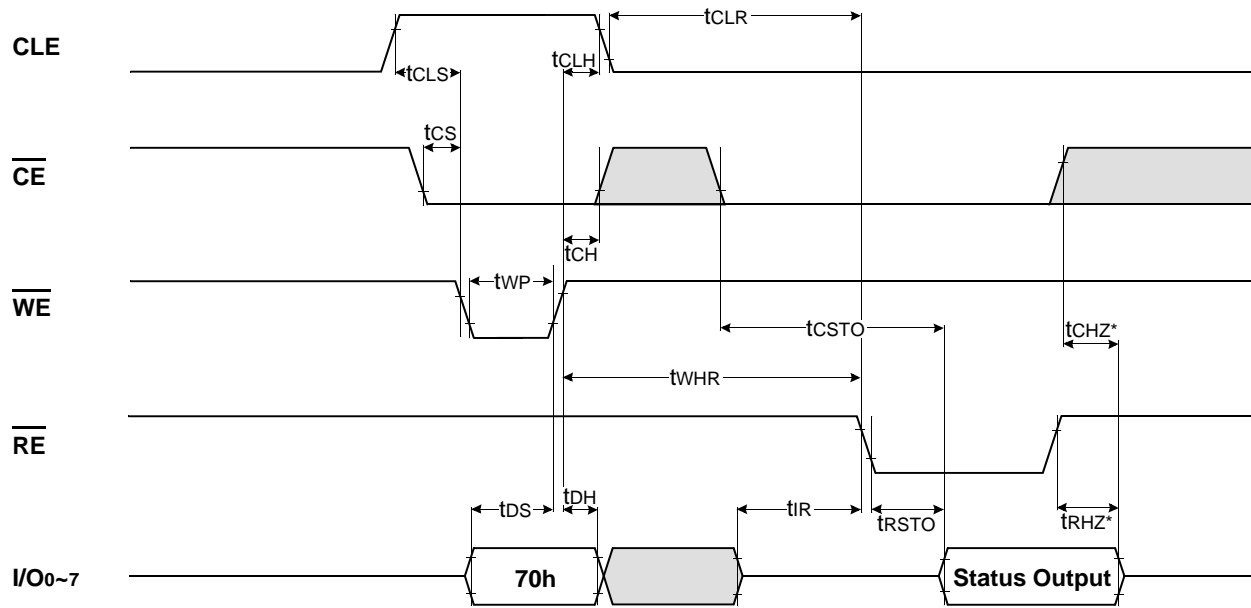 CLE
tCLR
tCLS
tCLH
CE
tCS
tCH
WE
tWP
tCSTO
tCHZ*
tWHR
RE
tDS
tDH
tIR
tRSTO
tRHZ*
I/O0~7
70h
Status Output